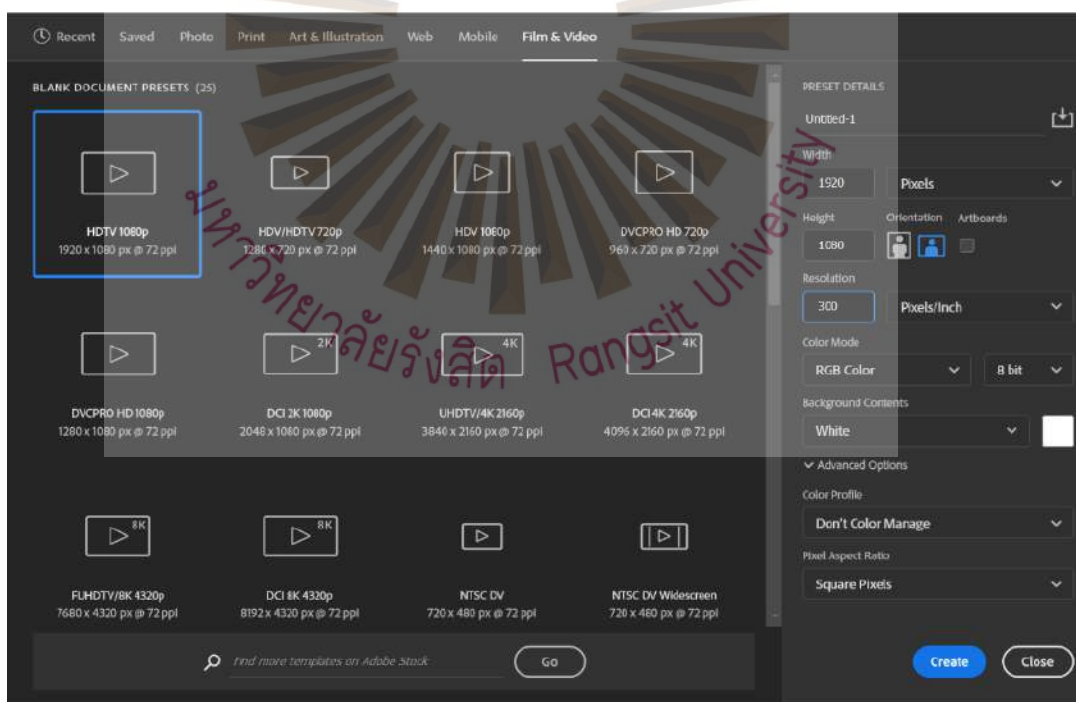 Recent Saved Photo Print Art & Illustration Web Mobile Film & Video
BLANK DOCUMENT PRESETS (25)
HDTV 1080p
1920 x 1080 px @ 72 ppi
HDV/HDTV 720p
1280 x 720 px @ 72 ppi
HDV 1080p
1440 x 1080 px @ 72 ppi
DVCPRO HD 720p
960 x 720 px @ 72 ppi
DVCPRO HD 1080p
1280 x 1080 px @ 72 ppi
2K
DCI 2K 1080p
2048 x 1080 px @ 72 ppi
4K
UHDTV/4K 2160p
3840 x 2160 px @ 72 ppi
4K
DCI 4K 2160p
4096 x 2160 px @ 72 ppi
8K
FUHDTV/8K 4320p
7680 x 4320 px @ 72 ppi
8K
DCI 8K 4320p
8192 x 4320 px @ 72 ppi
NTSC DV
720 x 480 px @ 72 ppi
NTSC DV Widescreen
720 x 480 px @ 72 ppi
Find more templates on Adobe Stock
Go
PRESET DETAILS
Untitled-1
Width
1920 Pixels
Height Orientation Artboards
1080
Resolution
300 Pixels/Inch
Color Mode
RGB Color 8 bit
Background Contents
White
Advanced Options
Color Profile
Don't Color Manage
Pixel Aspect Ratio
Square Pixels
Create Close
มหาวิทยาลัยรังสิต Rangsit University